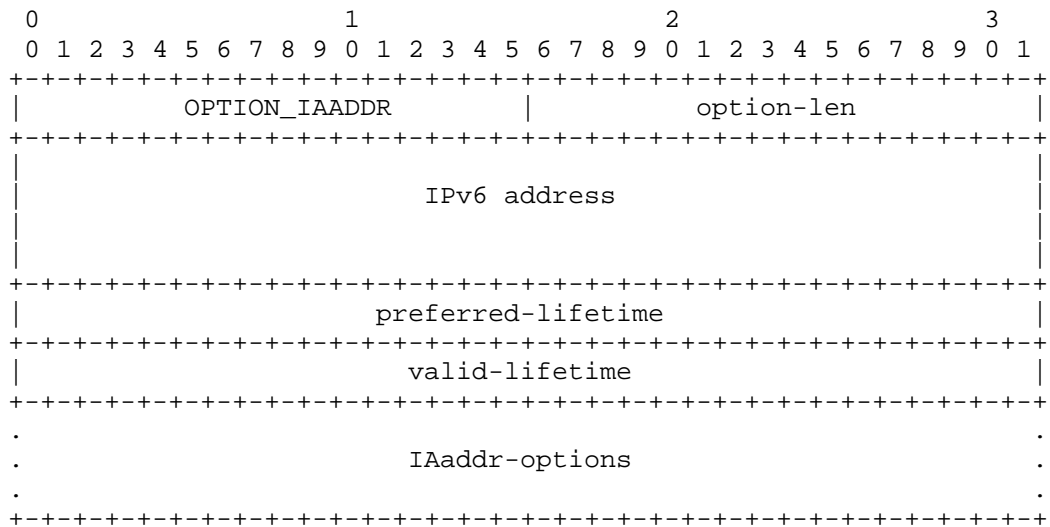 0                   1                   2                   3
 0 1 2 3 4 5 6 7 8 9 0 1 2 3 4 5 6 7 8 9 0 1 2 3 4 5 6 7 8 9 0 1
+-+-+-+-+-+-+-+-+-+-+-+-+-+-+-+-+-+-+-+-+-+-+-+-+-+-+-+-+-+-+-+-+
|          OPTION_IAADDR        |          option-len           |
+-+-+-+-+-+-+-+-+-+-+-+-+-+-+-+-+-+-+-+-+-+-+-+-+-+-+-+-+-+-+-+-+
|                                                               |
|                         IPv6 address                          |
|                                                               |
|                                                               |
+-+-+-+-+-+-+-+-+-+-+-+-+-+-+-+-+-+-+-+-+-+-+-+-+-+-+-+-+-+-+-+-+
|                      preferred-lifetime                       |
+-+-+-+-+-+-+-+-+-+-+-+-+-+-+-+-+-+-+-+-+-+-+-+-+-+-+-+-+-+-+-+-+
|                        valid-lifetime                         |
+-+-+-+-+-+-+-+-+-+-+-+-+-+-+-+-+-+-+-+-+-+-+-+-+-+-+-+-+-+-+-+-+
.                                                               .
.                        IAaddr-options                         .
.                                                               .
+-+-+-+-+-+-+-+-+-+-+-+-+-+-+-+-+-+-+-+-+-+-+-+-+-+-+-+-+-+-+-+-+